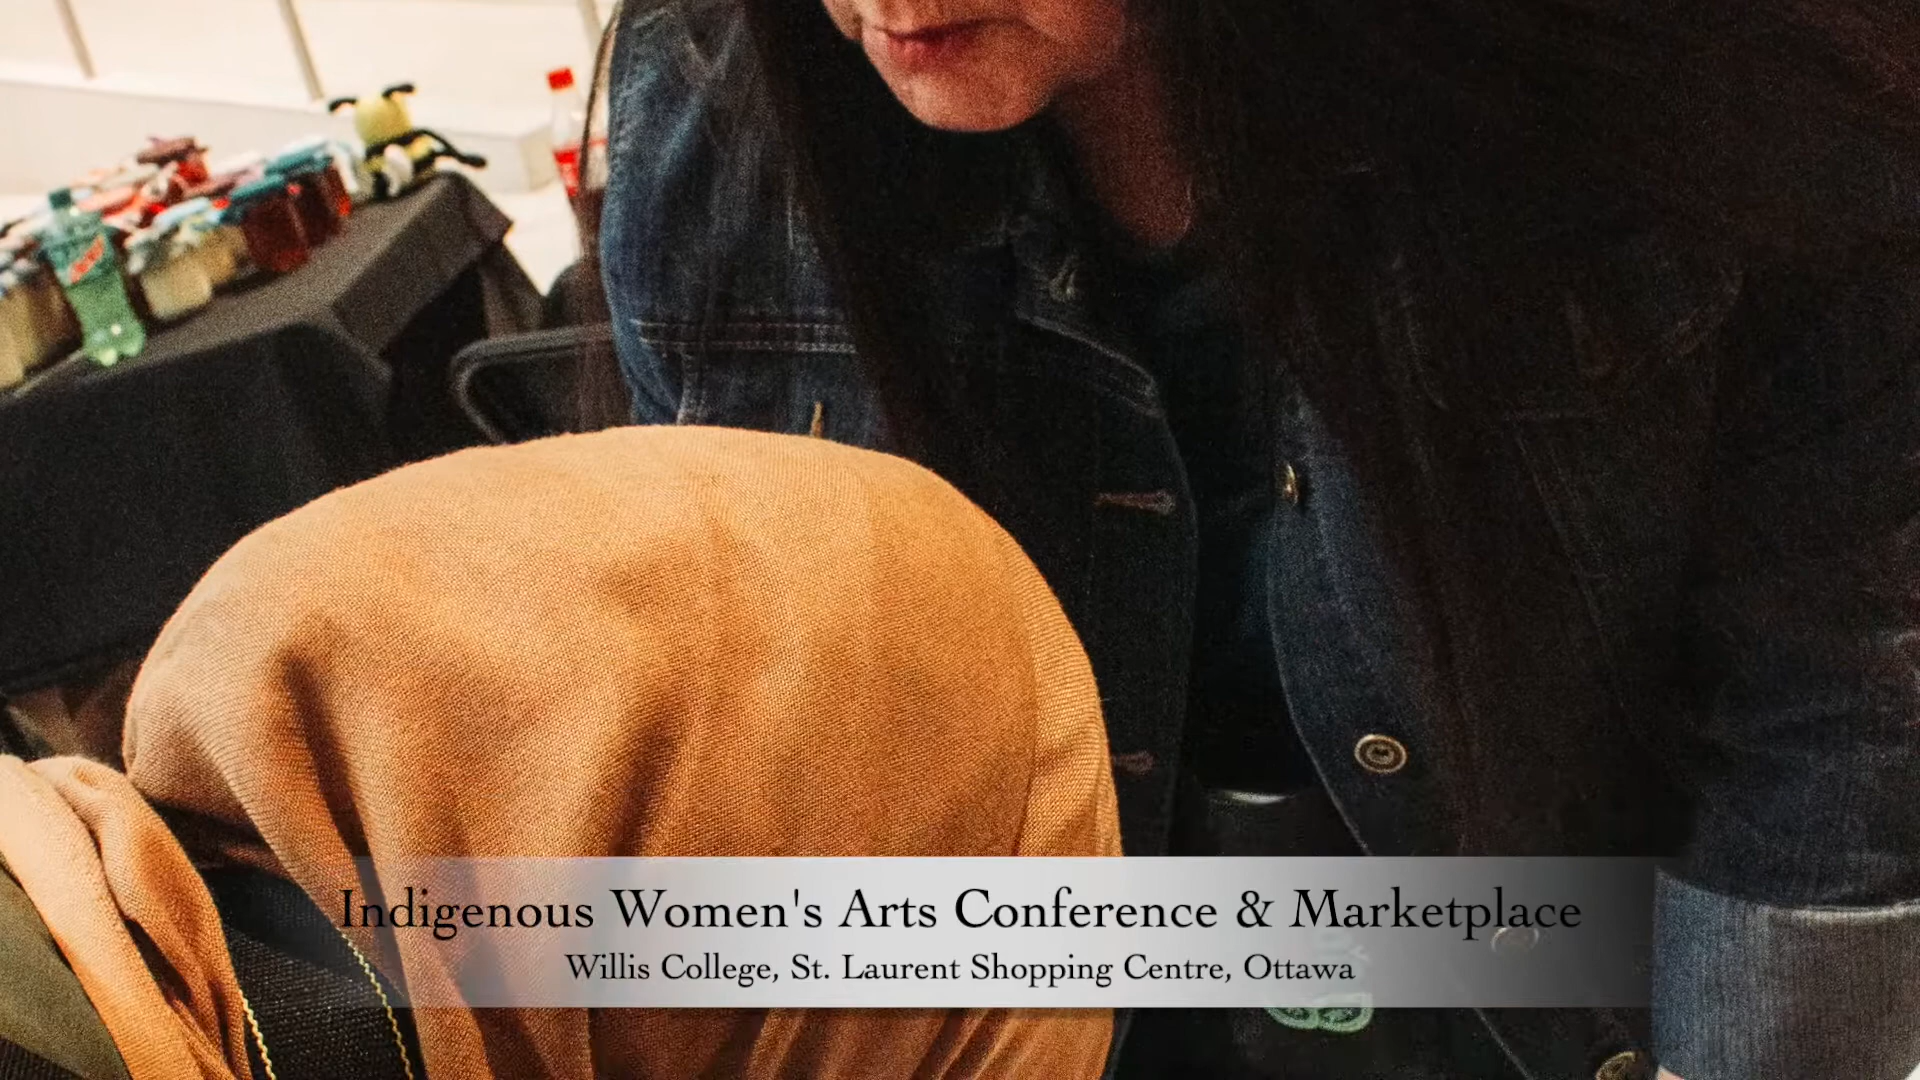 Indigenous Women's Arts Conference & Marketplace
Willis College, St. Laurent Shopping Centre, Ottawa